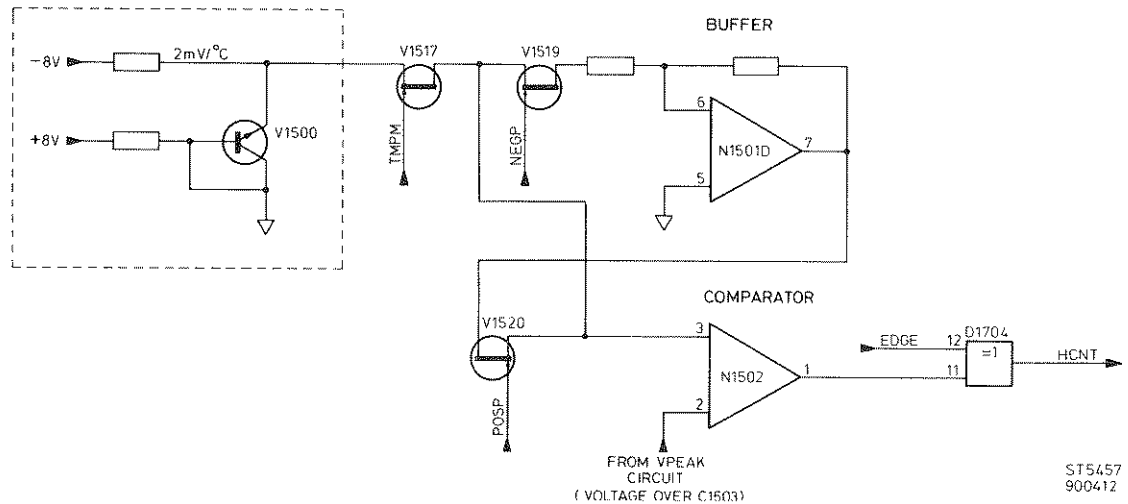 BUFFER
-8V
2mV/°C
V1517
V1519
+8V
V1500
TMPM
NEGP
6
N1501D
7
5
COMPARATOR
V1520
3
EDGE
12
D1704
=1
HCNT
N1502
1
11
2
POSP
FROM VPEAK
CIRCUIT
(VOLTAGE OVER C1503)
ST5457
900412